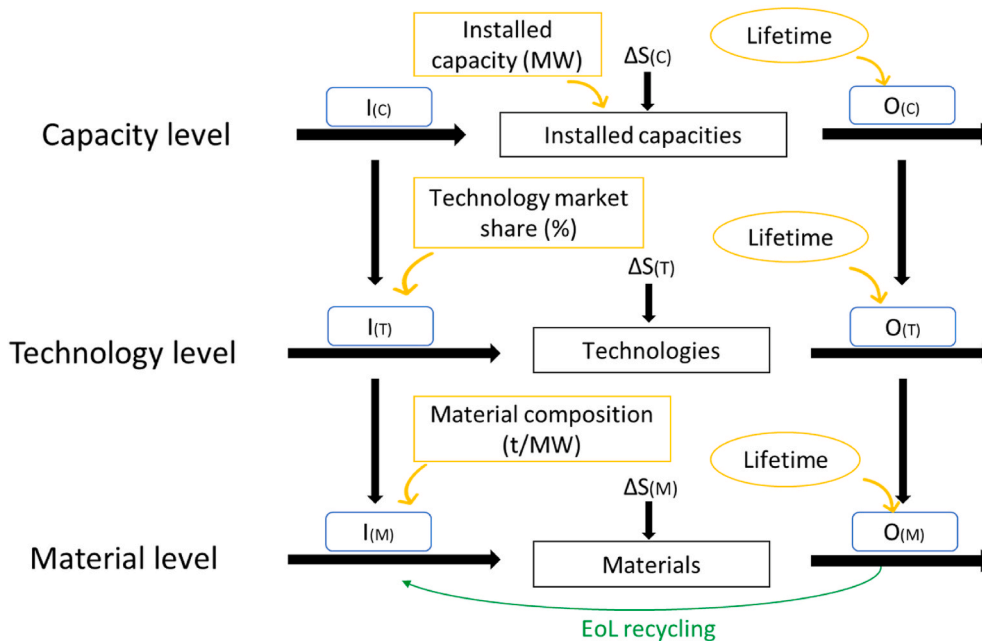 Installed
capacity (MW)
ΔS(C)
Lifetime
Capacity level
I(C)
Installed capacities
O(C)
Technology market
share (%)
ΔS(T)
Lifetime
Technology level
I(T)
Technologies
O(T)
Material composition
(t/MW)
ΔS(M)
Lifetime
Material level
I(M)
Materials
O(M)
EoL recycling